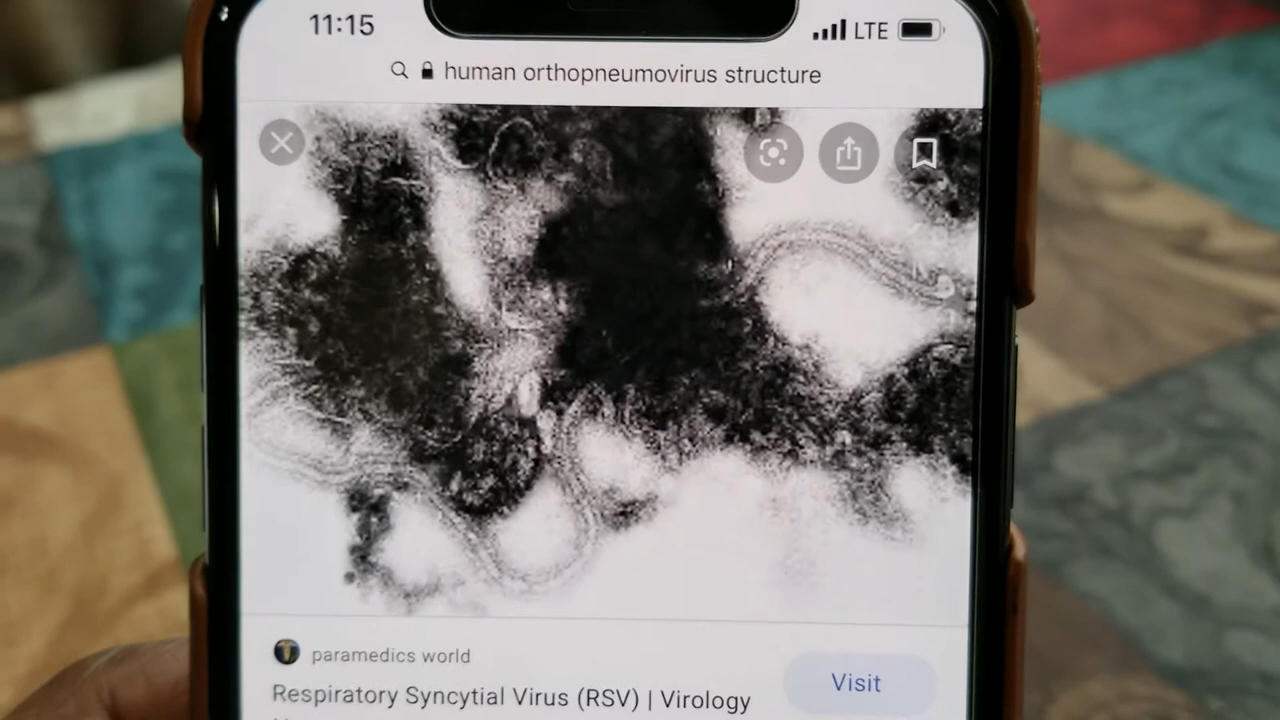 11:15
LTE
human orthopneumovirus structure
paramedics world
Visit
Respiratory Syncytial Virus (RSV) | Virology